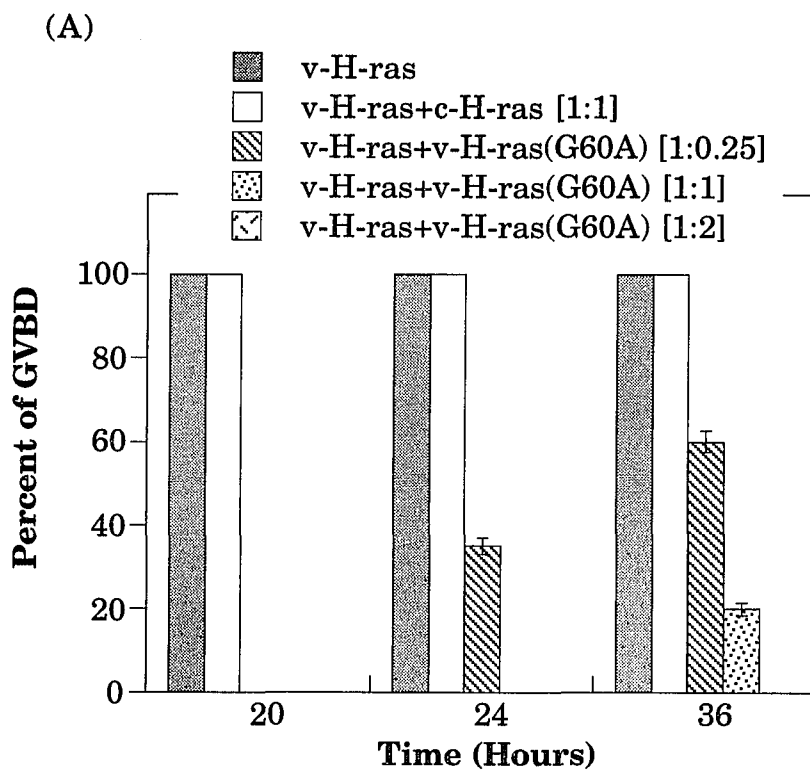 (A)
v-H-ras
v-H-ras+c-H-ras [1:1]
v-H-ras+v-H-ras(G60A) [1:0.25]
v-H-ras+v-H-ras(G60A) [1:1]
v-H-ras+v-H-ras(G60A) [1:2]
100
80
60
40
20
0
Percent of GVBD
20
24
36
Time (Hours)